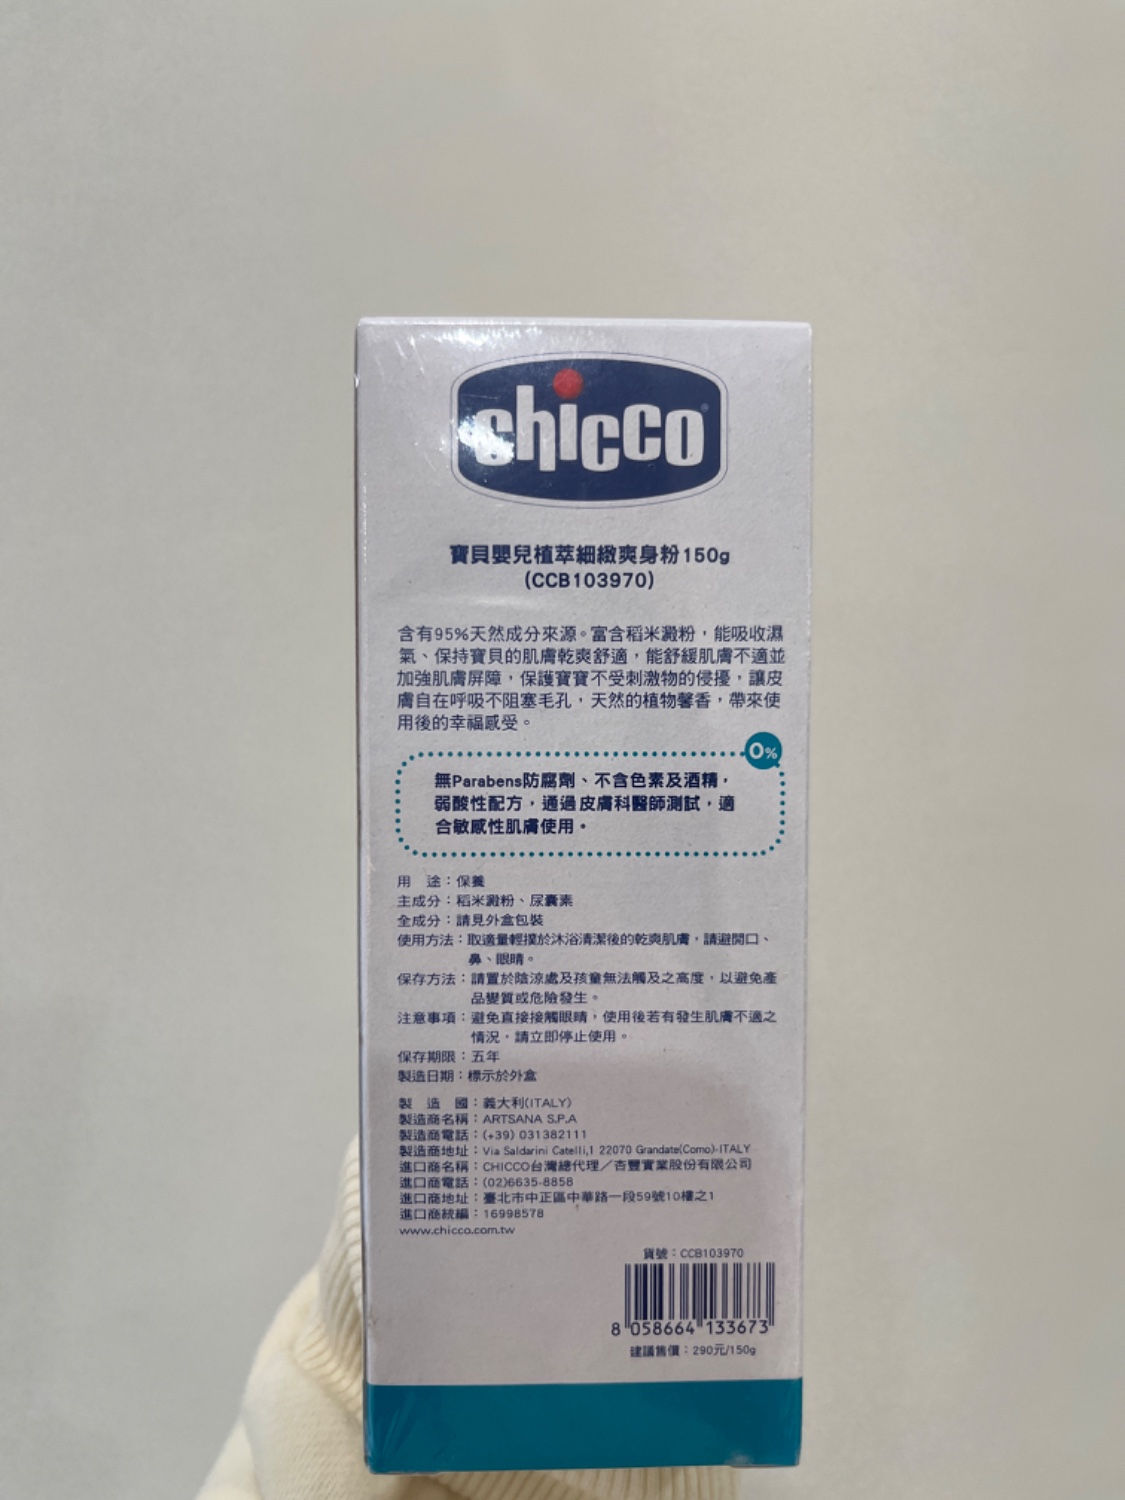 chicco
寶貝嬰兒植萃細緻爽身粉150g
(CCB103970)
含有95%天然成分來源。富含稻米澱粉，能吸收濕
氣、保持寶貝的肌膚乾爽舒適，能舒緩肌膚不適並
加強肌膚屏障，保護寶寶不受刺激物的侵擾，讓皮
膚自在呼吸不阻塞毛孔，天然的植物馨香，帶來使
用後的幸福感受。
0%
無Parabens防腐劑、不含色素及酒精，
弱酸性配方，通過皮膚科醫師測試，適
合敏感性肌膚使用。
用　途：保養
主成分：稻米澱粉、尿囊素
全成分：請見外盒包裝
使用方法：取適量輕撲於沐浴清潔後的乾爽肌膚，請避開口、
鼻、眼睛。
保存方法：請置於陰涼處及孩童無法觸及之高度，以避免產
品變質或危險發生。
注意事項：避免直接接觸眼睛，使用後若有發生肌膚不適之
情況，請立即停止使用。
保存期限：五年
製造日期：標示於外盒
製　造　國：義大利(ITALY)
製造商名稱：ARTSANA S.P.A
製造商電話：(+39) 031382111
製造商地址：Via Saldarini Catelli,1 22070 Grandate(Como)-ITALY
進口商名稱：CHICCO台灣總代理／杏豐實業股份有限公司
進口商電話：(02)6635-8858
進口商地址：臺北市中正區中華路一段59號10樓之1
進口商統編：16998578
www.chicco.com.tw
貨號：CCB103970
8 058664 133673
建議售價：290元/150g